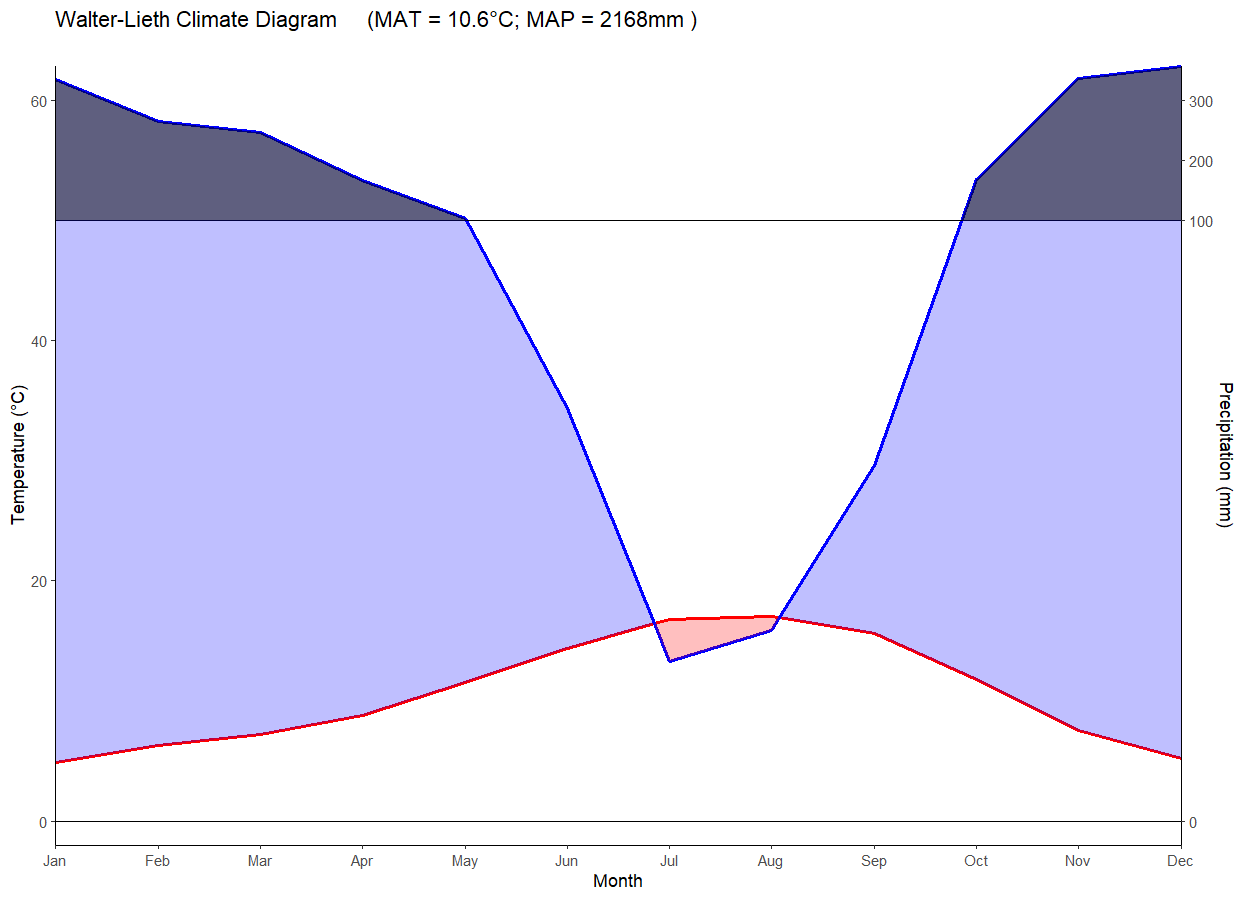 Walter-Lieth Climate Diagram     (MAT = 10.6°C; MAP = 2168mm )
60
40
20
0
Temperature (°C)
300
200
100
0
Precipitation (mm)
Jan Feb Mar Apr May Jun Jul Aug Sep Oct Nov Dec
Month